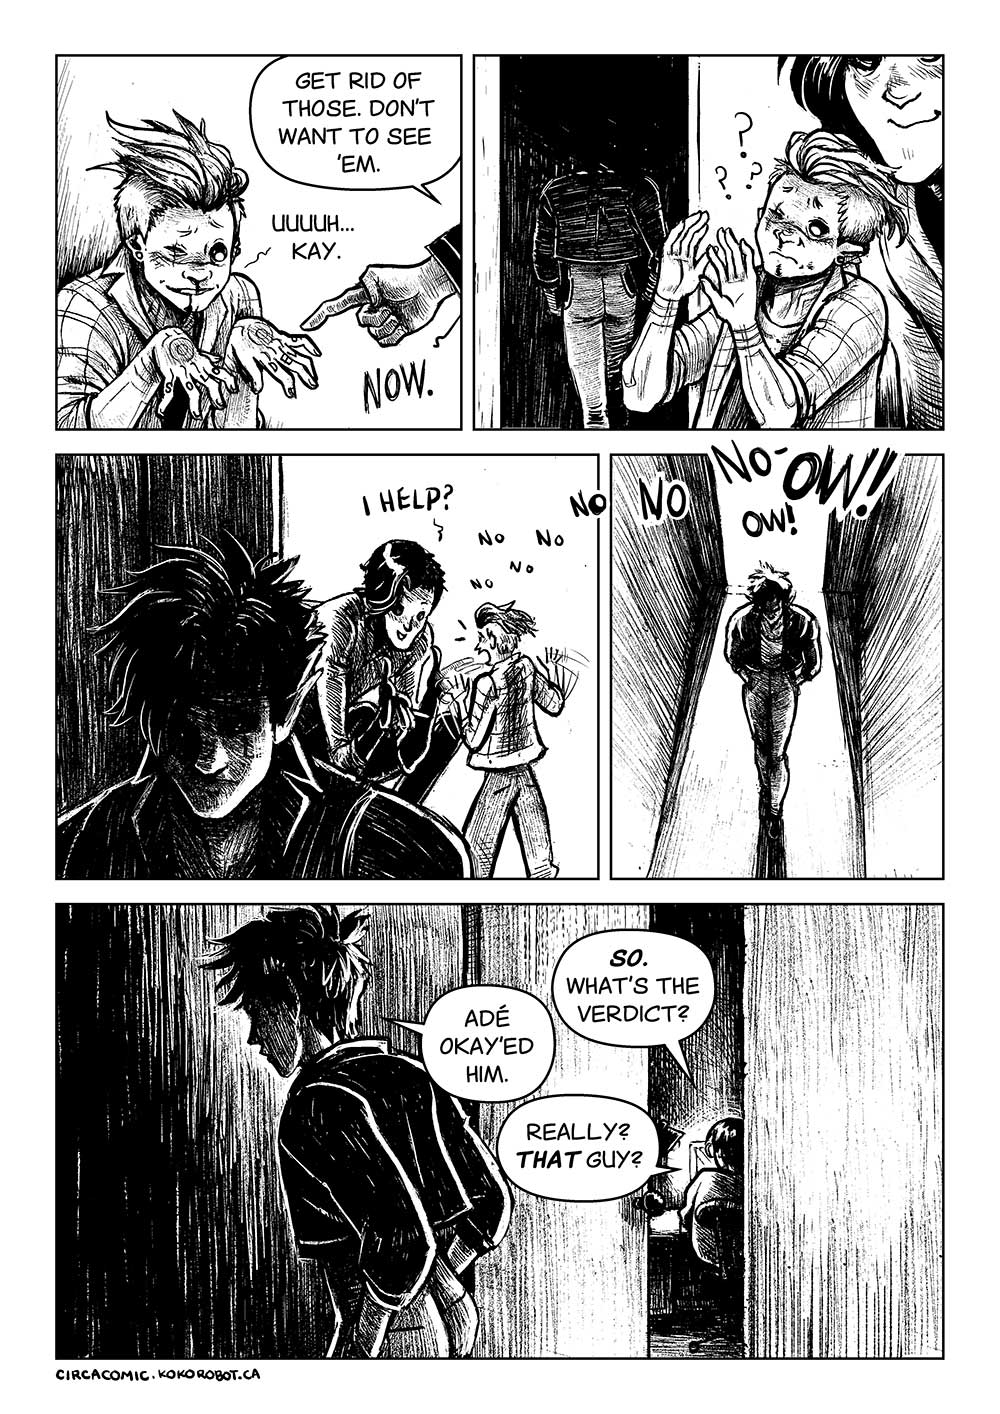 GET RID OF
THOSE. DON'T
WANT TO SEE
'EM.
UUUUH...
KAY.
NOW.
?
? ?
I HELP?
NO NO
NO
NO
NO
NO
NO-
OW!
OW!
SO.
WHAT'S THE
VERDICT?
ADÉ
OKAY'ED
HIM.
REALLY?
THAT GUY?
CIRCACOMIC.KOKOROBOT.CA